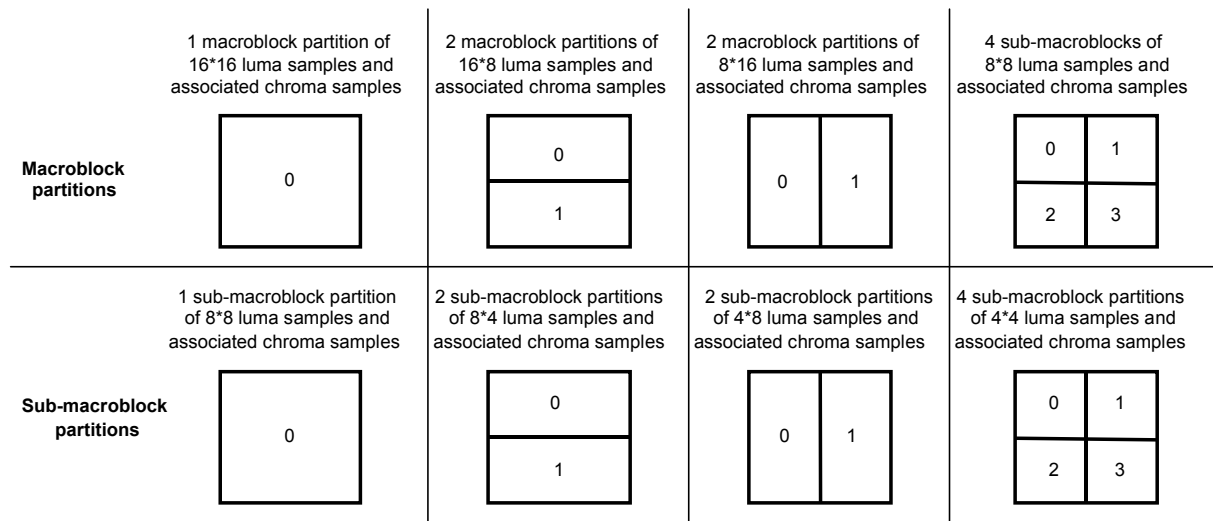 1 macroblock partition of
16*16 luma samples and
associated chroma samples
2 macroblock partitions of
16*8 luma samples and
associated chroma samples
2 macroblock partitions of
8*16 luma samples and
associated chroma samples
4 sub-macroblocks of
8*8 luma samples and
associated chroma samples
Macroblock
partitions
0
0
1
0 1
0 1
2 3
1 sub-macroblock partition
of 8*8 luma samples and
associated chroma samples
2 sub-macroblock partitions
of 8*4 luma samples and
associated chroma samples
2 sub-macroblock partitions
of 4*8 luma samples and
associated chroma samples
4 sub-macroblock partitions
of 4*4 luma samples and
associated chroma samples
Sub-macroblock
partitions
0
0
1
0 1
0 1
2 3